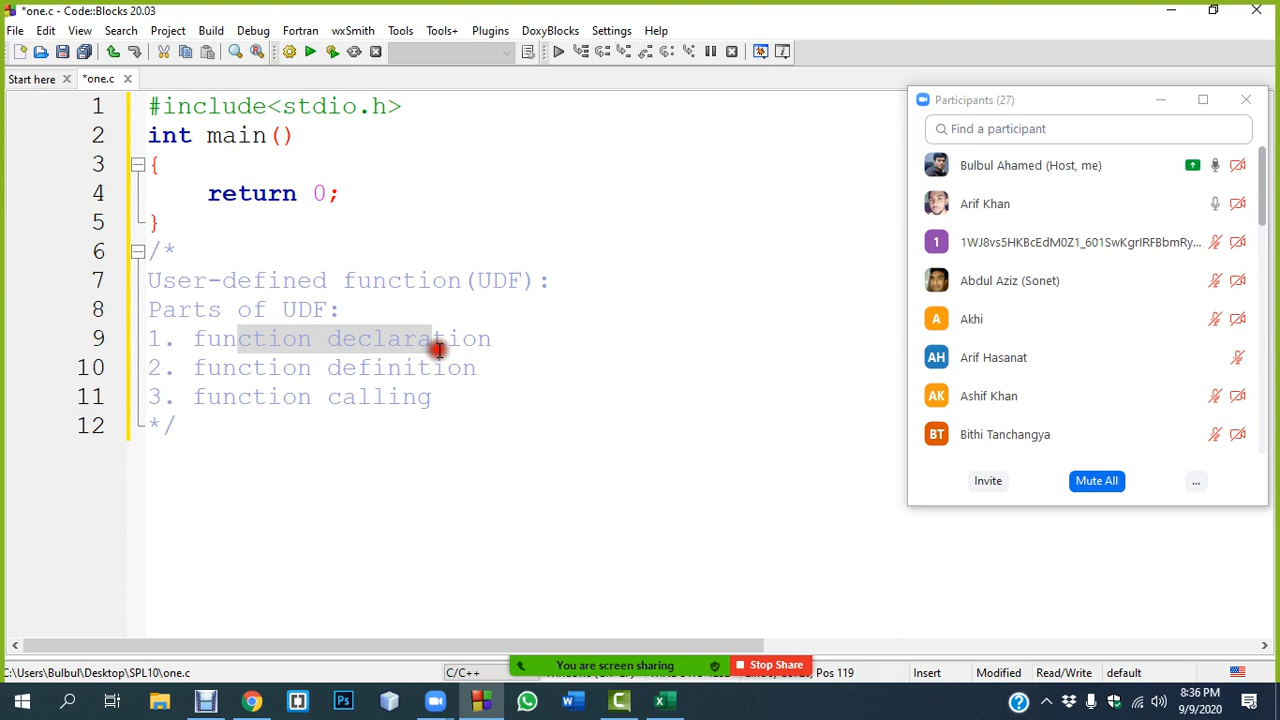 *one.c - Code::Blocks 20.03
File Edit View Search Project Build Debug Fortran wxSmith Tools Tools+ Plugins DoxyBlocks Settings Help
Start here *one.c
1 #include<stdio.h>
2 int main()
3 {
4 return 0;
5 }
6 /*
7 User-defined function(UDF):
8 Parts of UDF:
9 1. function declaration
10 2. function definition
11 3. function calling
12 */
Participants (27)
Find a participant
Bulbul Ahamed (Host, me)
Arif Khan
1 1WJ8vs5HKBcEdM0Z1_601SwKgrIRFBbmRy...
Abdul Aziz (Sonet)
A Akhi
AH Arif Hasanat
AK Ashif Khan
BT Bithi Tanchangya
Invite Mute All ...
C:\Users\Bulbul\Desktop\SPL10\one.c C/C++ Pos 119 Insert Modified Read/Write default
You are screen sharing Stop Share
8:36 PM
9/9/2020